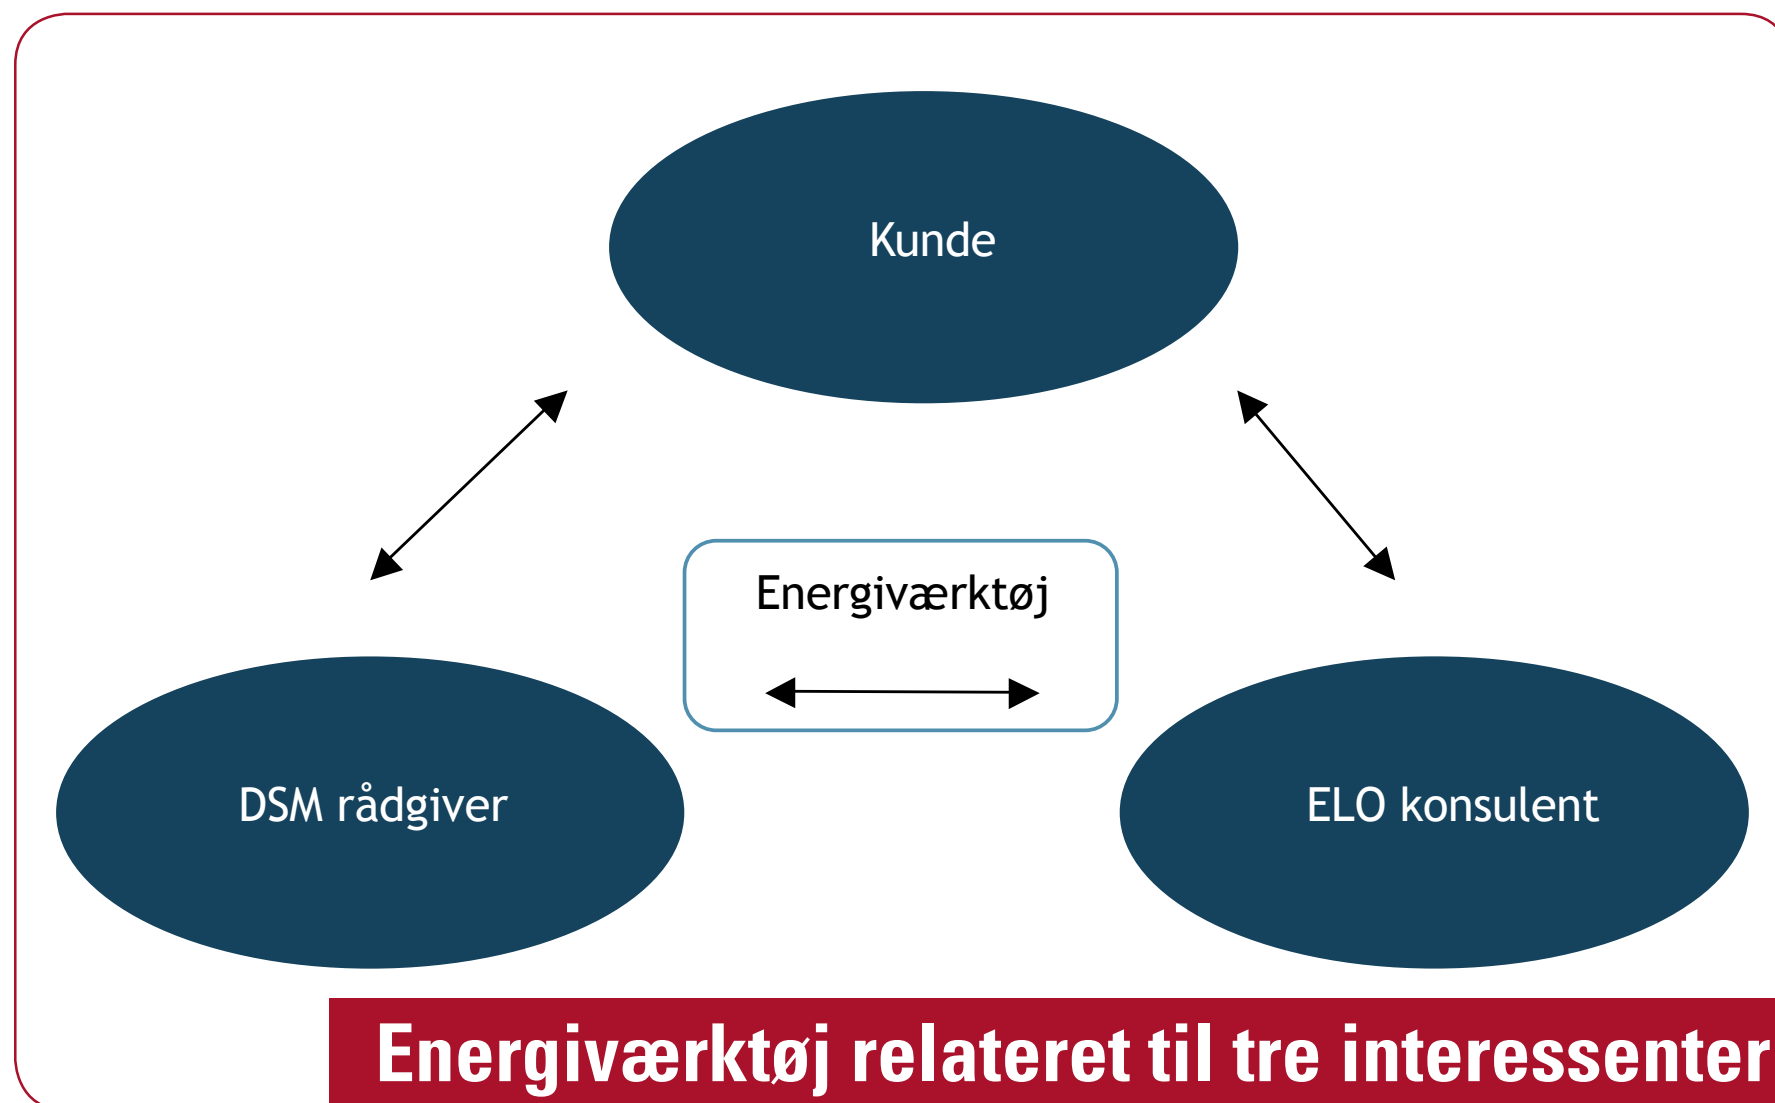 Kunde
Energiværktøj
DSM rådgiver
ELO konsulent
Energiværktøj relateret til tre interessenter